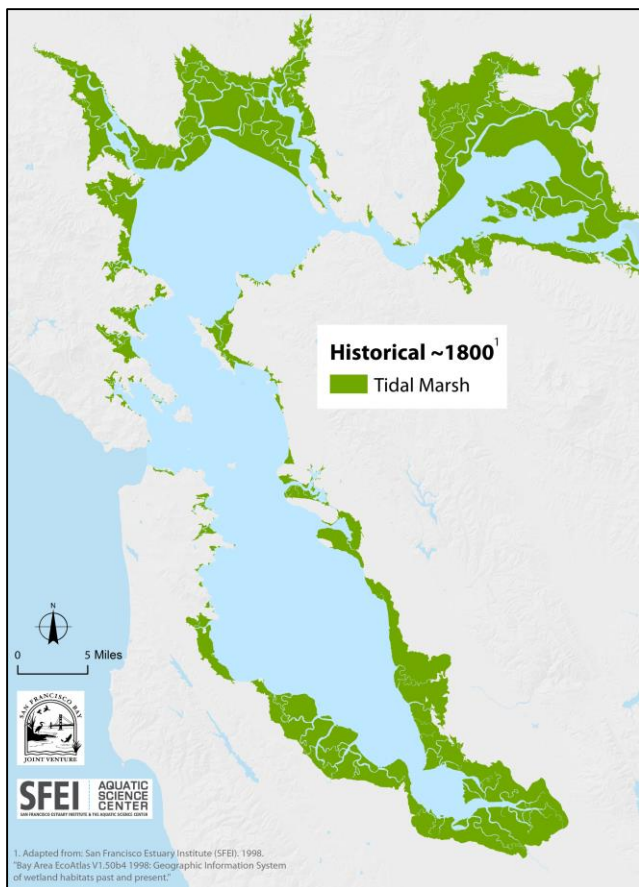 Historical ~1800¹
Tidal Marsh
N
0 5 Miles
SAN FRANCISCO BAY
JOINT VENTURE
SFEI AQUATIC
SCIENCE
CENTER
SAN FRANCISCO ESTUARY INSTITUTE & THE AQUATIC SCIENCE CENTER
1. Adapted from: San Francisco Estuary Institute (SFEI). 1998.
"Bay Area EcoAtlas V1.50b4 1998: Geographic Information System
of wetland habitats past and present."